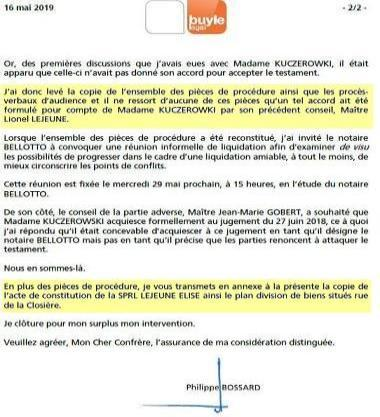 16 mai 2019
- 2/2 -
buyle
legal
Or, des premières discussions que j'avais eues avec Madame KUCZEROWKI, il était
apparu que celle-ci n'avait pas donné son accord pour accepter le testament.
J'ai donc levé la copie de l'ensemble des pièces de procédure ainsi que les procès-
verbaux d'audience et il ne ressort d'aucune de ces pièces qu'un tel accord ait été
formulé pour compte de Madame KUCZEROWKI par son précédent conseil, Maître
Lionel LEJEUNE.
Lorsque l'ensemble des pièces de procédure a été reconstitué, j'ai invité le notaire
BELLOTTO à convoquer une réunion informelle de liquidation afin d'examiner de visu
les possibilités de progresser dans le cadre d'une liquidation amiable, à tout le moins, de
mieux circonscrire les points de conflits.
Cette réunion est fixée le mercredi 29 mai prochain, à 15 heures, en l'étude du notaire
BELLOTTO.
De son côté, le conseil de la partie adverse, Maître Jean-Marie GOBERT, a souhaité que
Madame KUCZEROWSKI acquiesce formellement au jugement du 27 juin 2018, ce à quoi
j'ai répondu qu'il était concevable d'acquiescer à ce jugement en tant qu'il désigne le
notaire BELLOTTO mais pas en tant qu'il précise que les parties renoncent à attaquer le
testament.
Nous en sommes-là.
En plus des pièces de procédure, je vous transmets en annexe à la présente la copie de
l'acte de constitution de la SPRL LEJEUNE ELISE ainsi le plan division de biens situés rue
de la Closière.
Je clôture pour mon surplus mon intervention.
Veuillez agréer, Mon Cher Confrère, l'assurance de ma considération distinguée.
Philippe BOSSARD